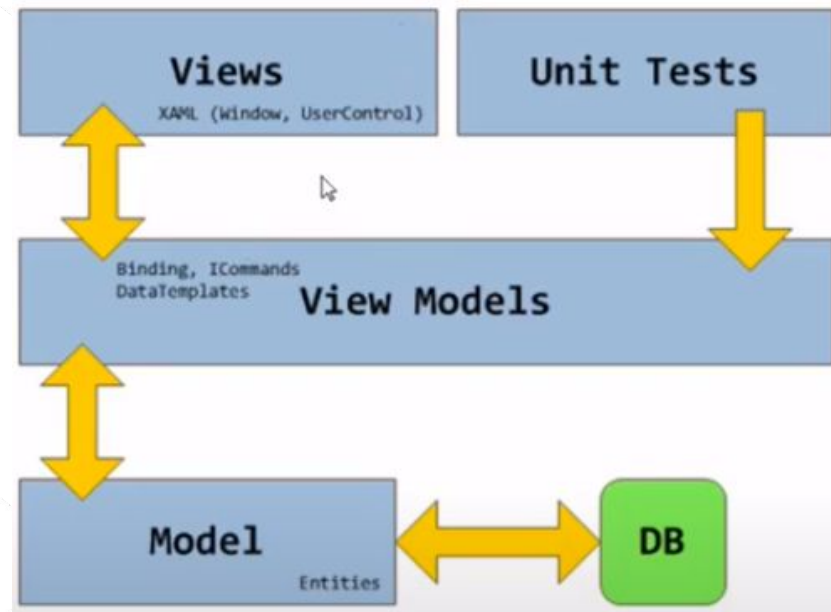 Views
XAML (Window, UserControl)
Unit Tests
Binding, ICommands
DataTemplates
View Models
Model
Entities
DB